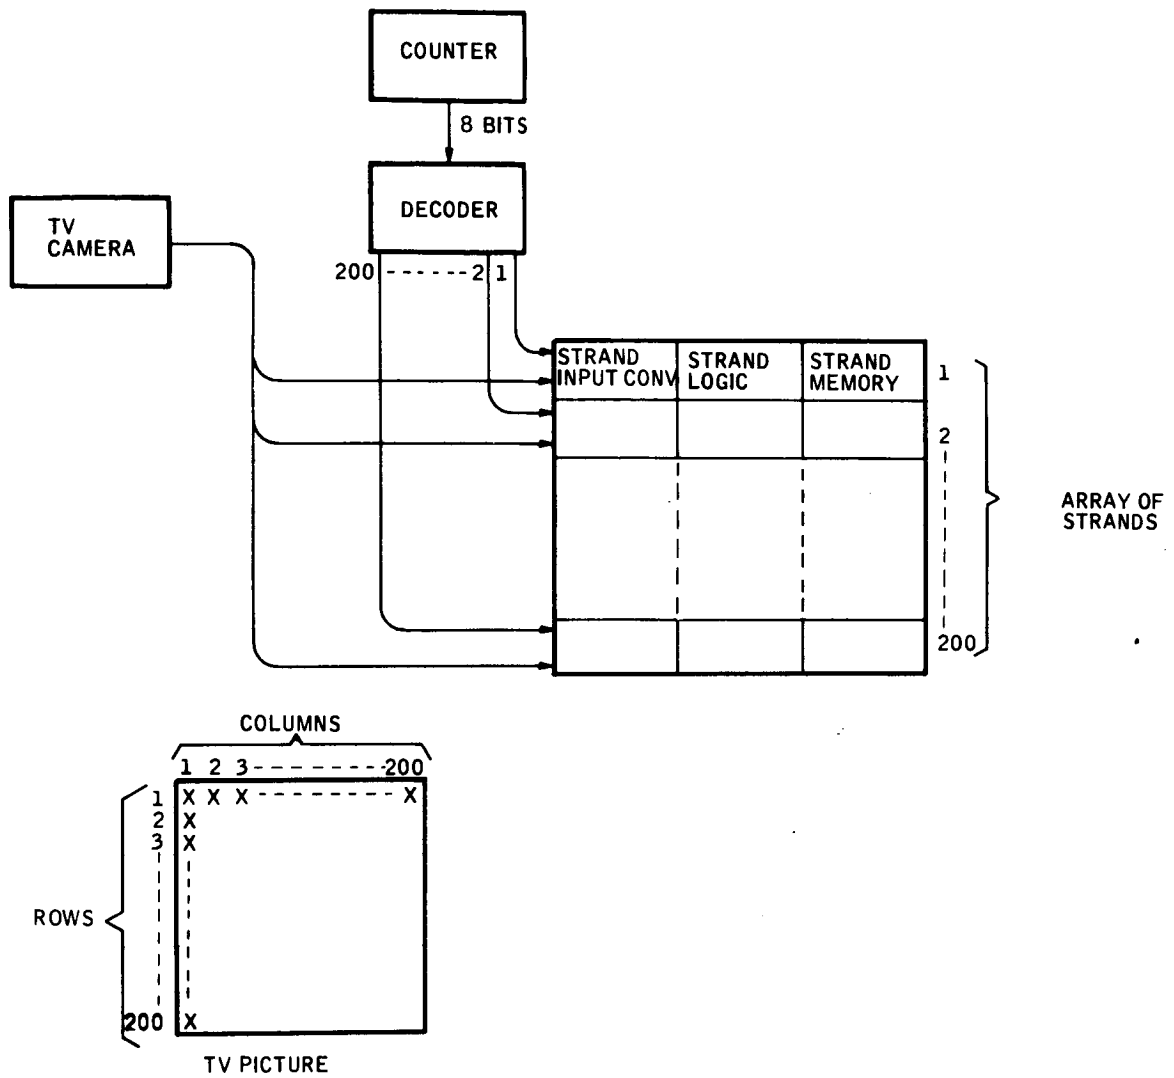 COUNTER
8 BITS
DECODER
TV
CAMERA
200 ------ 2 1
STRAND
INPUT CONV
STRAND
LOGIC
STRAND
MEMORY
1
2
200
ARRAY OF
STRANDS
COLUMNS
1 2 3 ---------- 200
1 X X X ---------- X
2 X
3 X
ROWS
200 X
TV PICTURE